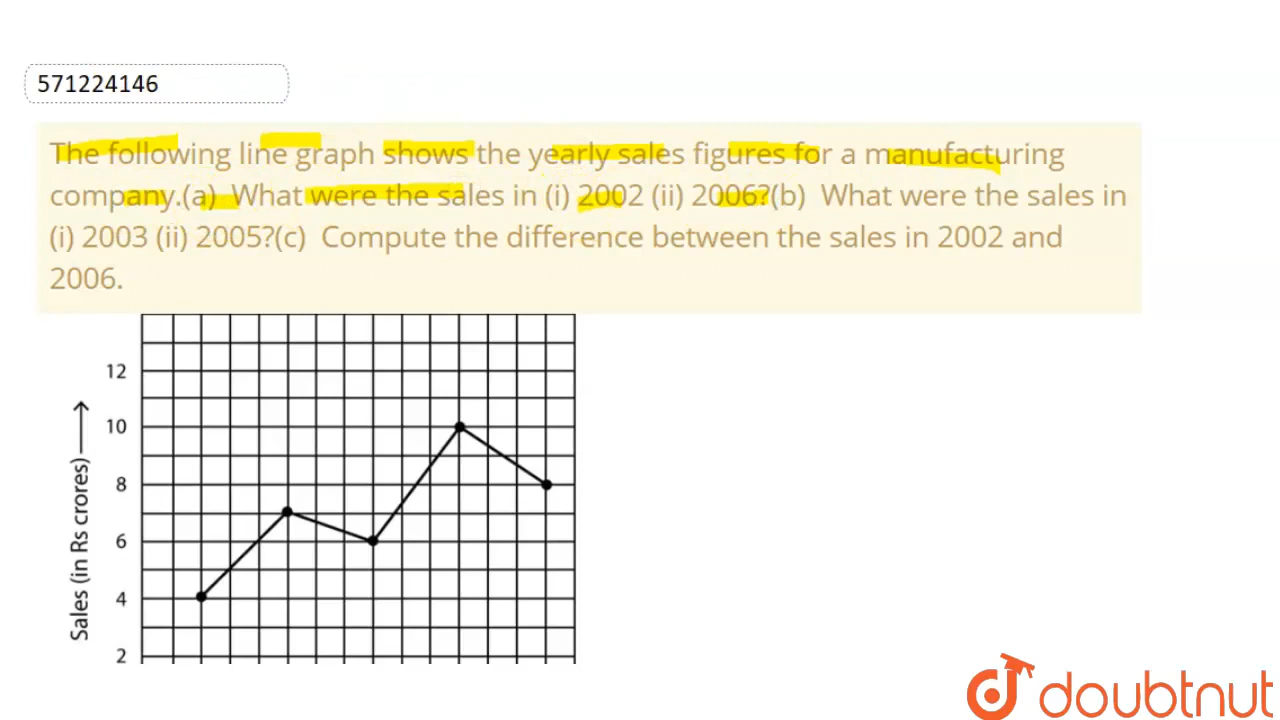 571224146
The following line graph shows the yearly sales figures for a manufacturing
company.(a) What were the sales in (i) 2002 (ii) 2006?(b) What were the sales in
(i) 2003 (ii) 2005?(c) Compute the difference between the sales in 2002 and
2006.
12
10
8
6
4
2
Sales (in Rs crores)
doubtnut